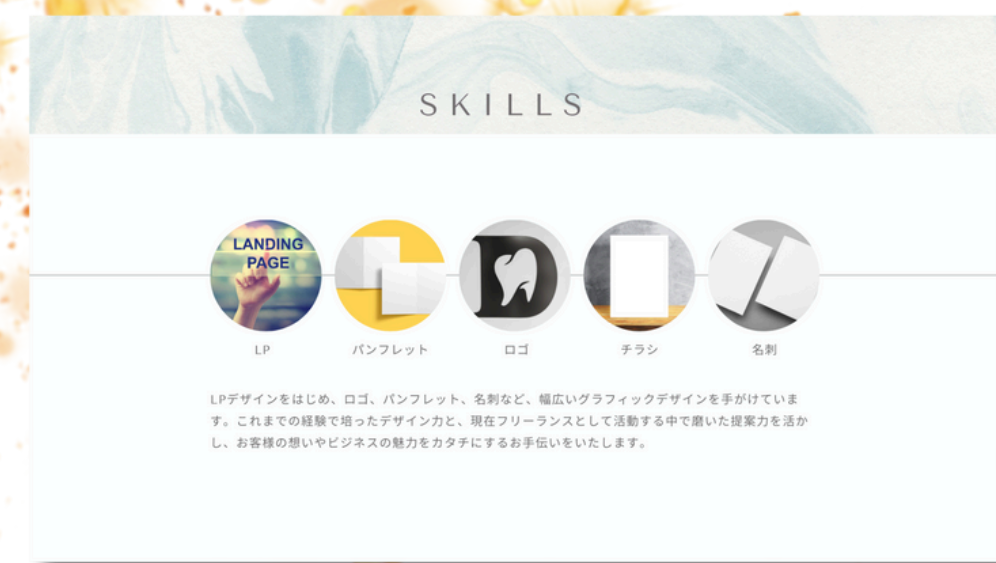 SKILLS
LANDING
PAGE
LP
パンフレット
ロゴ
チラシ
名刺
LPデザインをはじめ、ロゴ、パンフレット、名刺など、幅広いグラフィックデザインを手がけていま
す。これまでの経験で培ったデザイン力と、現在フリーランスとして活動する中で磨いた提案力を活か
し、お客様の想いやビジネスの魅力をカタチにするお手伝いをいたします。